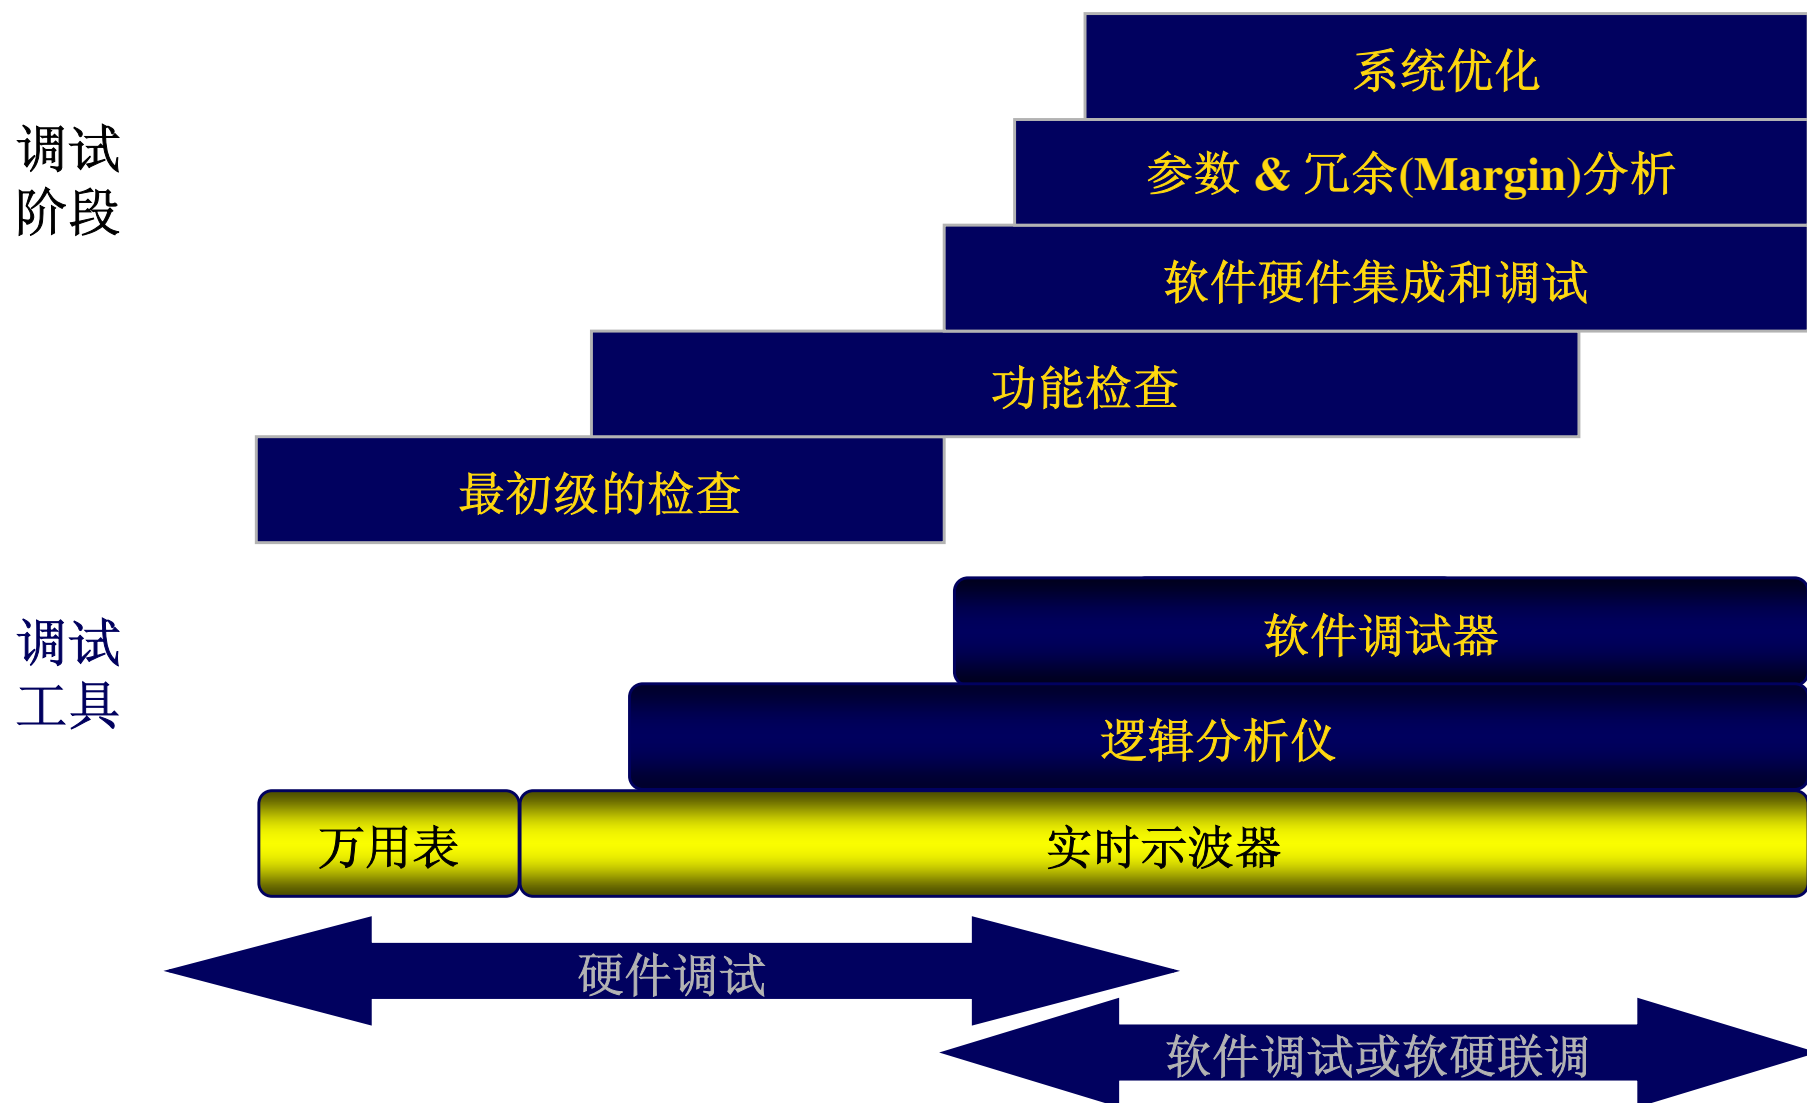 系统优化
调试
阶段
参数 & 冗余(Margin)分析
软件硬件集成和调试
功能检查
最初级的检查
调试
工具
软件调试器
逻辑分析仪
万用表
实时示波器
硬件调试
软件调试或软硬联调